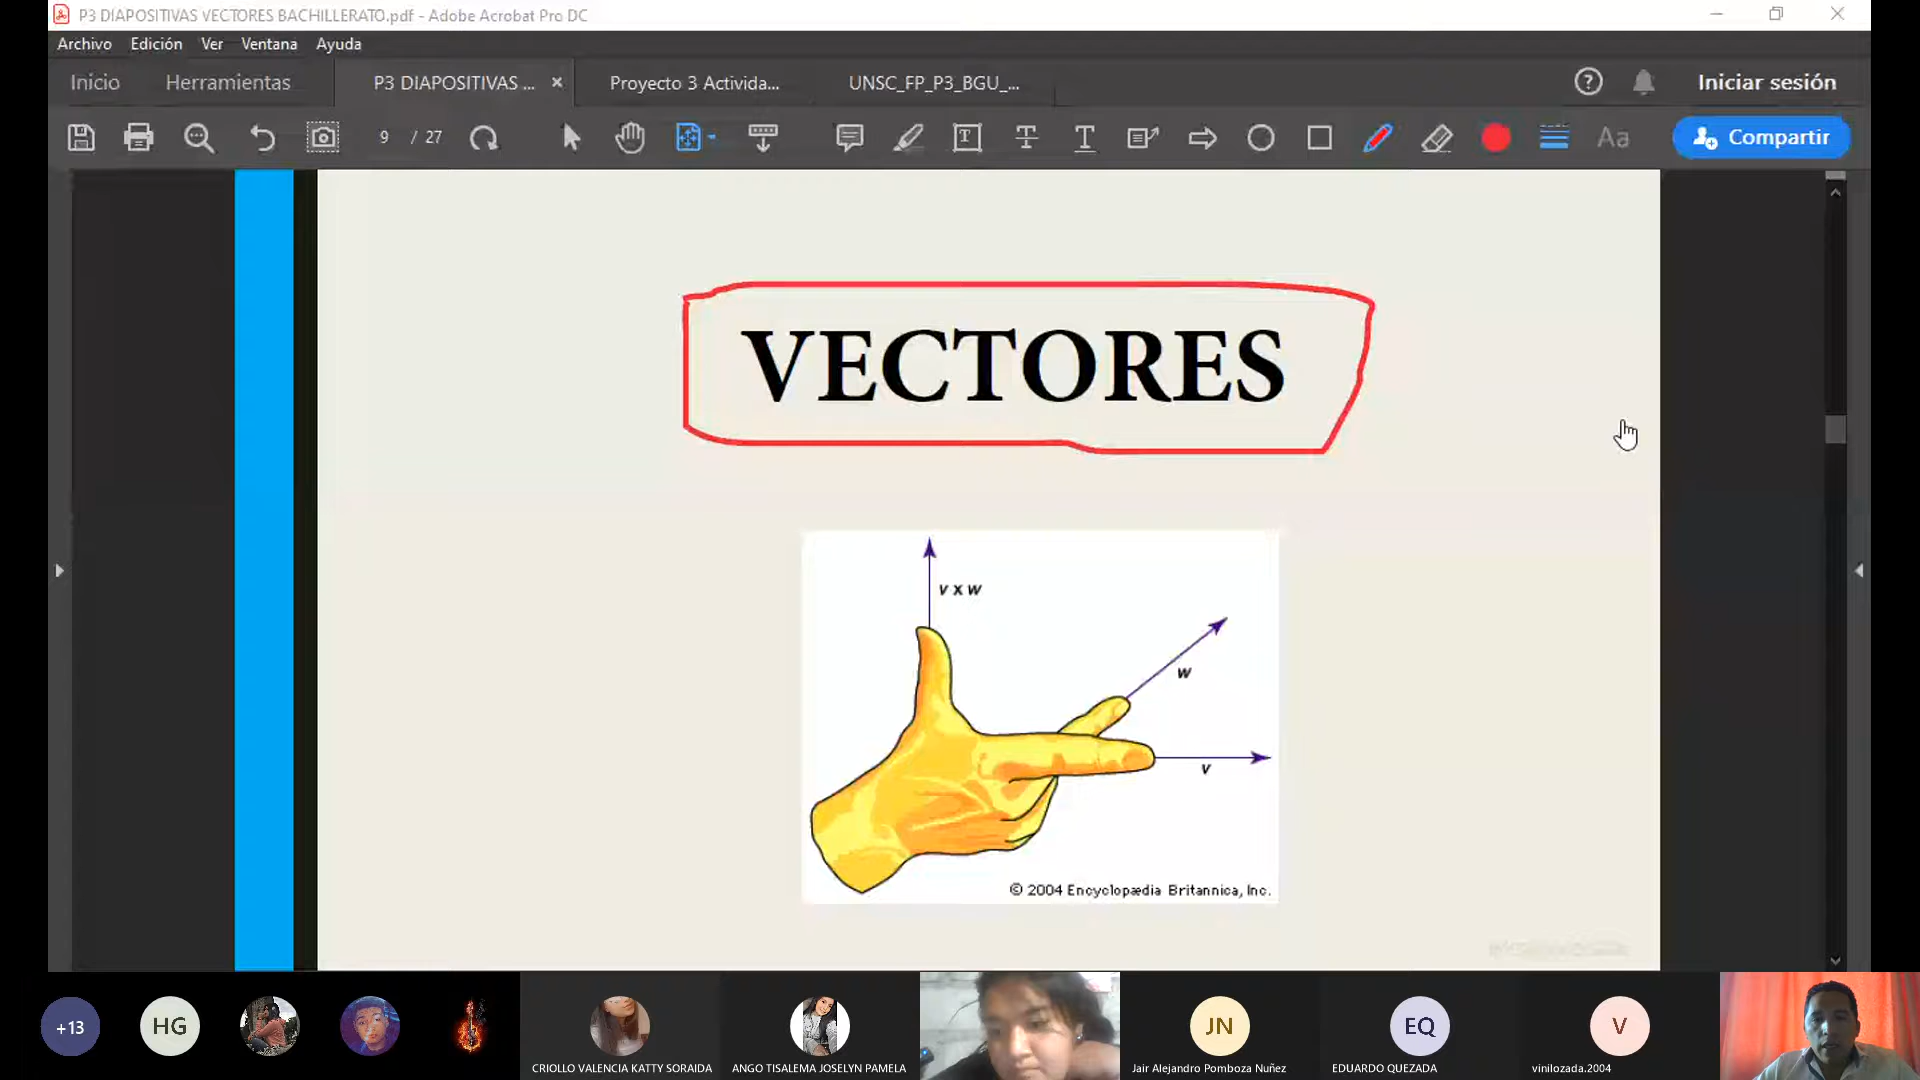 P3 DIAPOSITIVAS VECTORES BACHILLERATO.pdf - Adobe Acrobat Pro DC
Archivo Edición Ver Ventana Ayuda
Inicio Herramientas P3 DIAPOSITIVAS ... × Proyecto 3 Activida... UNSC_FP_P3_BGU_... Iniciar sesión
9 / 27 Aa Compartir
VECTORES
v x w
w
v
© 2004 Encyclopædia Britannica, Inc.
+13 HG JN EQ V
CRIOLLO VALENCIA KATTY SORAIDA ANGO TISALEMA JOSELYN PAMELA Jair Alejandro Pomboza Nuñez EDUARDO QUEZADA vinilozada.2004